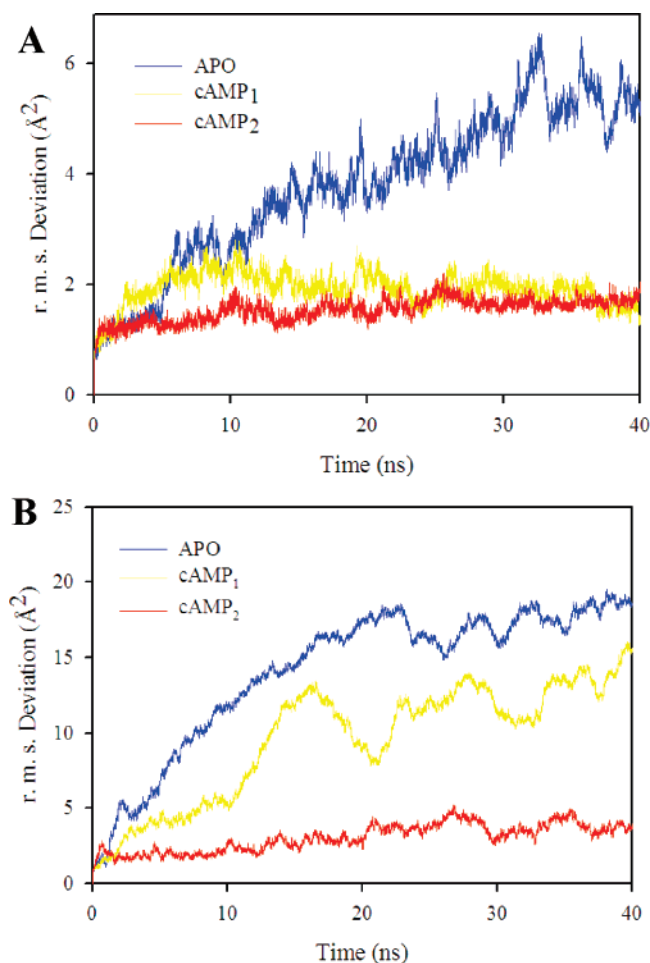 A
APO
cAMP1
cAMP2
r. m. s. Deviation (Å2)
6
4
2
0
0 10 20 30 40
Time (ns)
B
APO
cAMP1
cAMP2
r. m. s. Deviation (Å2)
25
20
15
10
5
0
0 10 20 30 40
Time (ns)